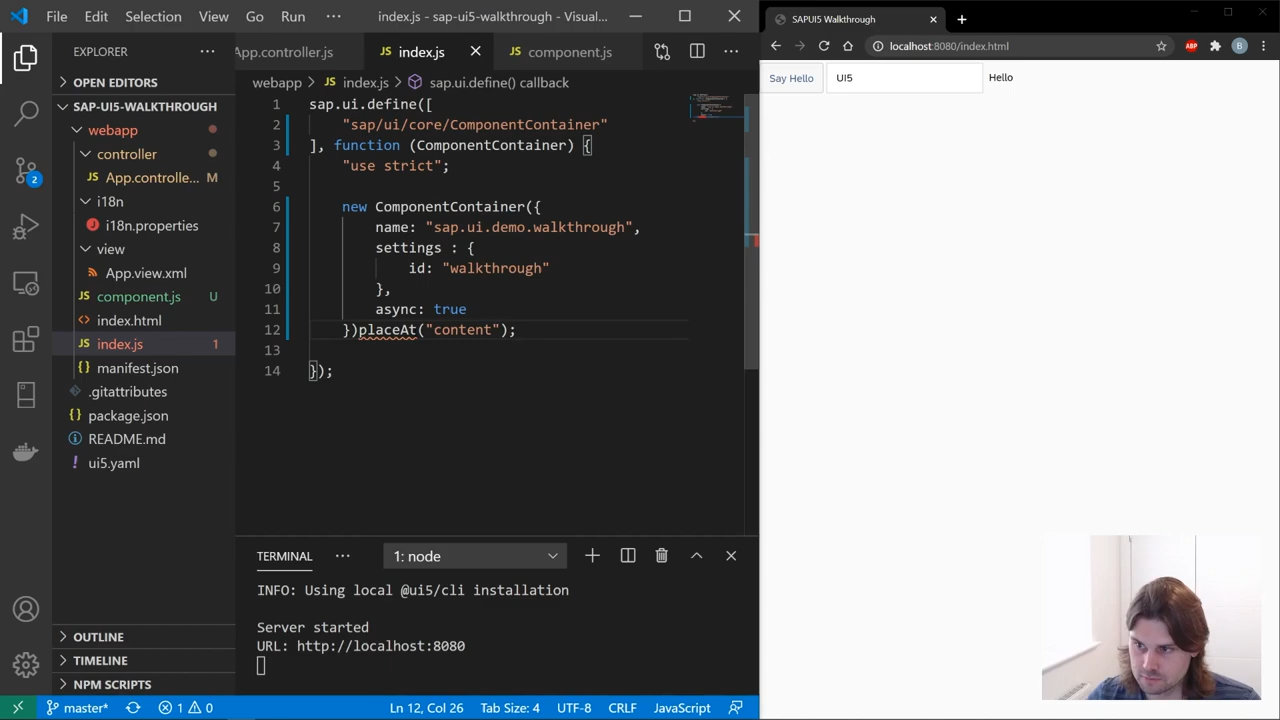 File Edit Selection View Go Run ··· index.js - sap-ui5-walkthrough - Visual...
EXPLORER ···
OPEN EDITORS
SAP-UI5-WALKTHROUGH
webapp
controller
App.controlle... M
i18n
i18n.properties
view
App.view.xml
component.js U
index.html
index.js 1
manifest.json
.gitattributes
package.json
README.md
ui5.yaml
OUTLINE
TIMELINE
NPM SCRIPTS
2
App.controller.js index.js component.js
webapp > index.js > sap.ui.define() callback
1 sap.ui.define([
2 "sap/ui/core/ComponentContainer"
3 ], function (ComponentContainer) {
4 "use strict";
5
6 new ComponentContainer({
7 name: "sap.ui.demo.walkthrough",
8 settings : {
9 id: "walkthrough"
10 },
11 async: true
12 })placeAt("content");
13
14 });
TERMINAL ··· 1: node
INFO: Using local @ui5/cli installation
Server started
URL: http://localhost:8080
master* 1 0 Ln 12, Col 26 Tab Size: 4 UTF-8 CRLF JavaScript
SAPUI5 Walkthrough
localhost:8080/index.html ABP B
Say Hello UI5 Hello